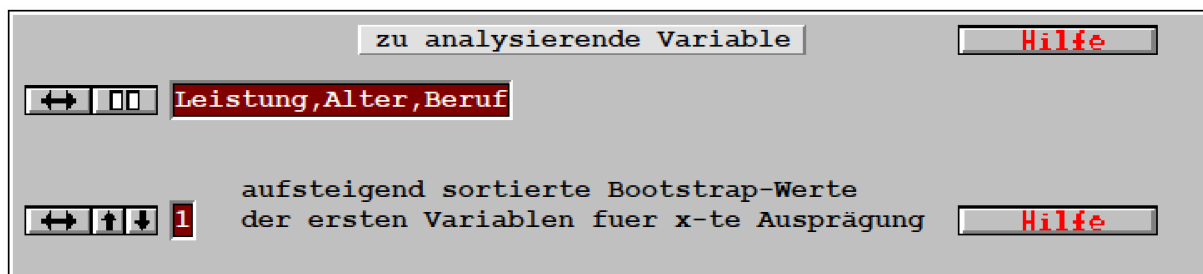 zu analysierende Variable
Hilfe
Leistung,Alter,Beruf
aufsteigend sortierte Bootstrap-Werte
1 der ersten Variablen fuer x-te Ausprägung
Hilfe